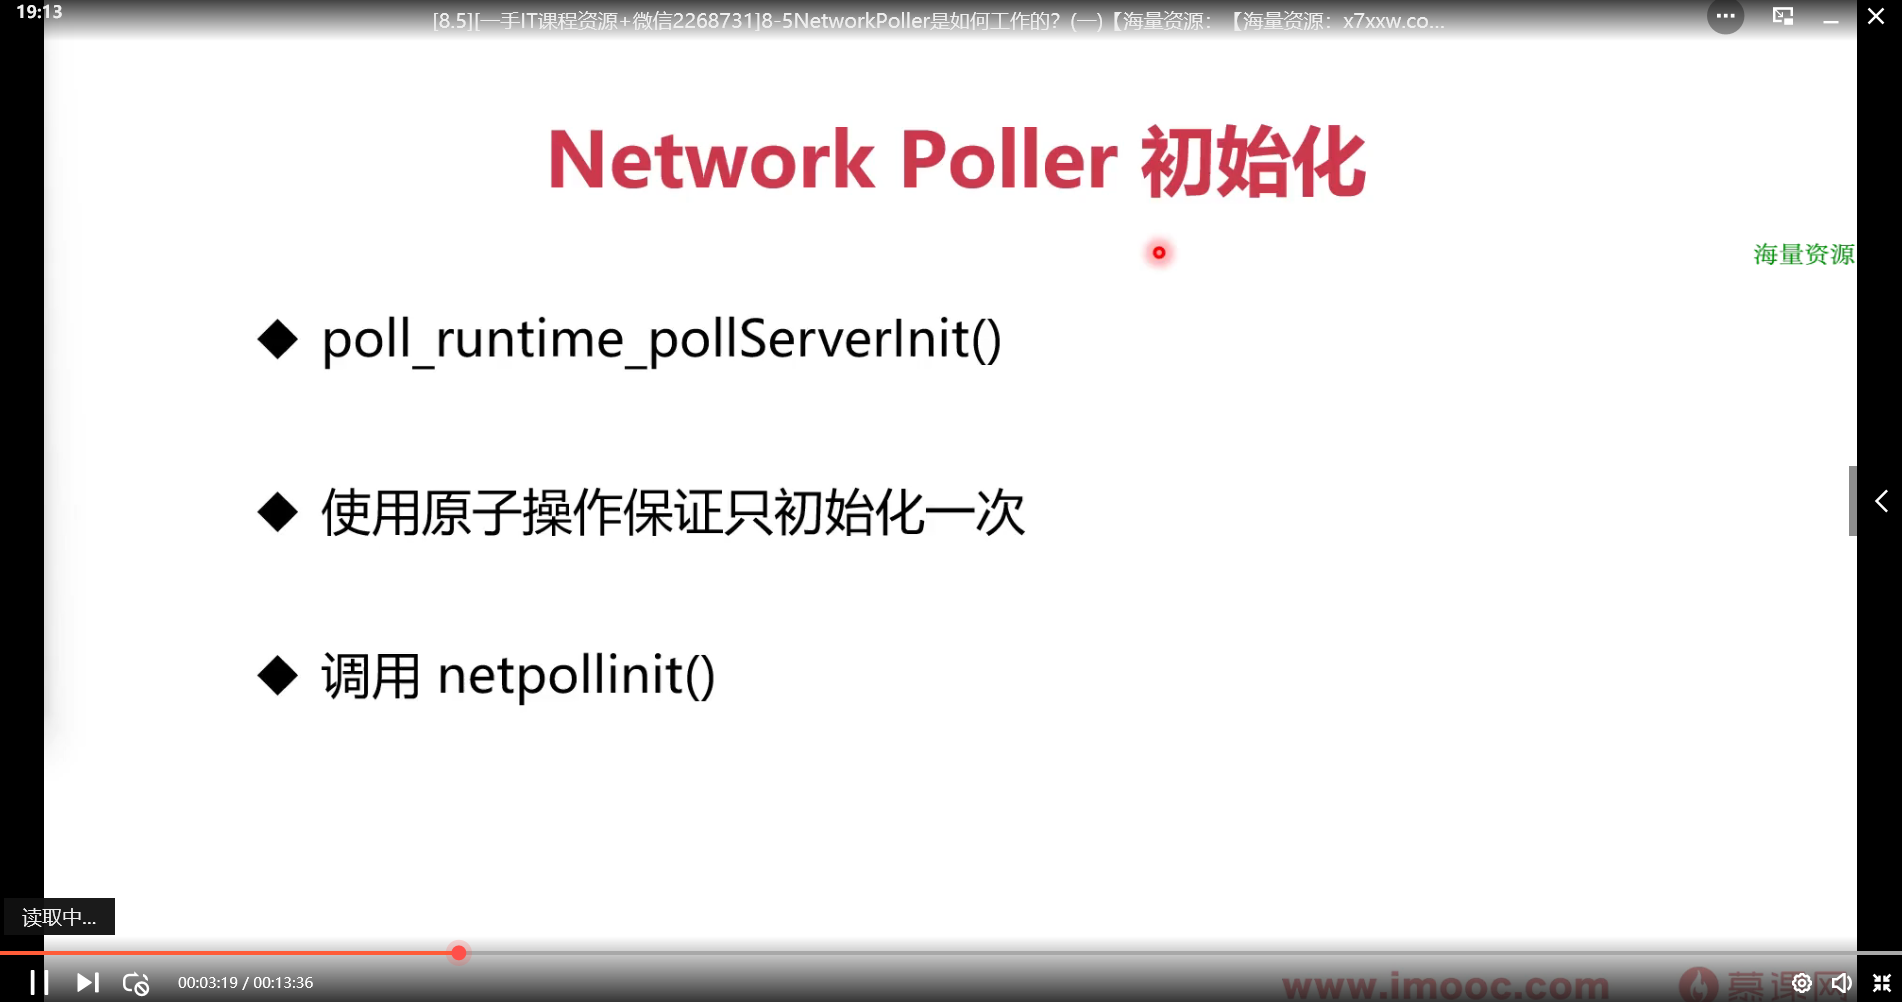 19:13
[8.5][一手IT课程资源+微信2268731]8-5NetworkPoller是如何工作的？(一)【海量资源：【海量资源：x7xxw.co...
Network Poller 初始化
海量资源
◆ poll_runtime_pollServerInit()
◆ 使用原子操作保证只初始化一次
◆ 调用 netpollinit()
读取中...
00:03:19 / 00:13:36
www.imooc.com 慕课网